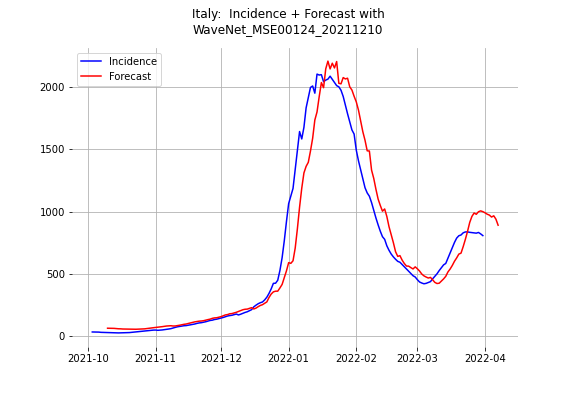 Italy:  Incidence + Forecast with
WaveNet_MSE00124_20211210
Incidence
Forecast
2000
1500
1000
500
0
2021-10 2021-11 2021-12 2022-01 2022-02 2022-03 2022-04